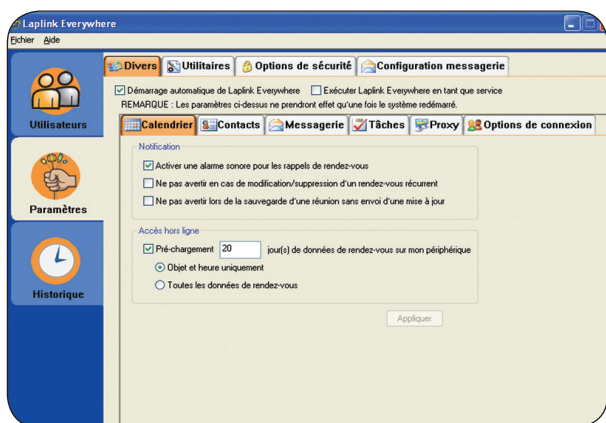 Laplink Everywhere
Fichier Aide
Utilisateurs
Paramètres
Historique
Divers Utilitaires Options de sécurité Configuration messagerie
Démarrage automatique de Laplink Everywhere Exécuter Laplink Everywhere en tant que service
REMARQUE : Les paramètres ci-dessus ne prendront effet qu'une fois le système redémarré.
Calendrier Contacts Messagerie Tâches Proxy Options de connexion
Notification
Activer une alarme sonore pour les rappels de rendez-vous
Ne pas avertir en cas de modification/suppression d'un rendez-vous récurrent
Ne pas avertir lors de la sauvegarde d'une réunion sans envoi d'une mise à jour
Accès hors ligne
Pré-chargement 20 jour(s) de données de rendez-vous sur mon périphérique
Objet et heure uniquement
Toutes les données de rendez-vous
Appliquer